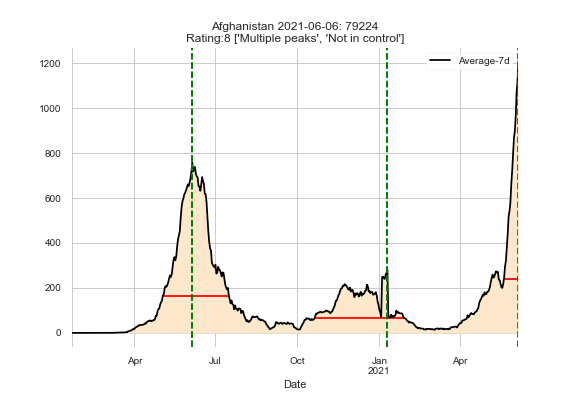 Afghanistan 2021-06-06: 79224
Rating:8 ['Multiple peaks', 'Not in control']
Average-7d
1200
1000
800
600
400
200
0
Apr
Jul
Oct
Jan
2021
Apr
Date